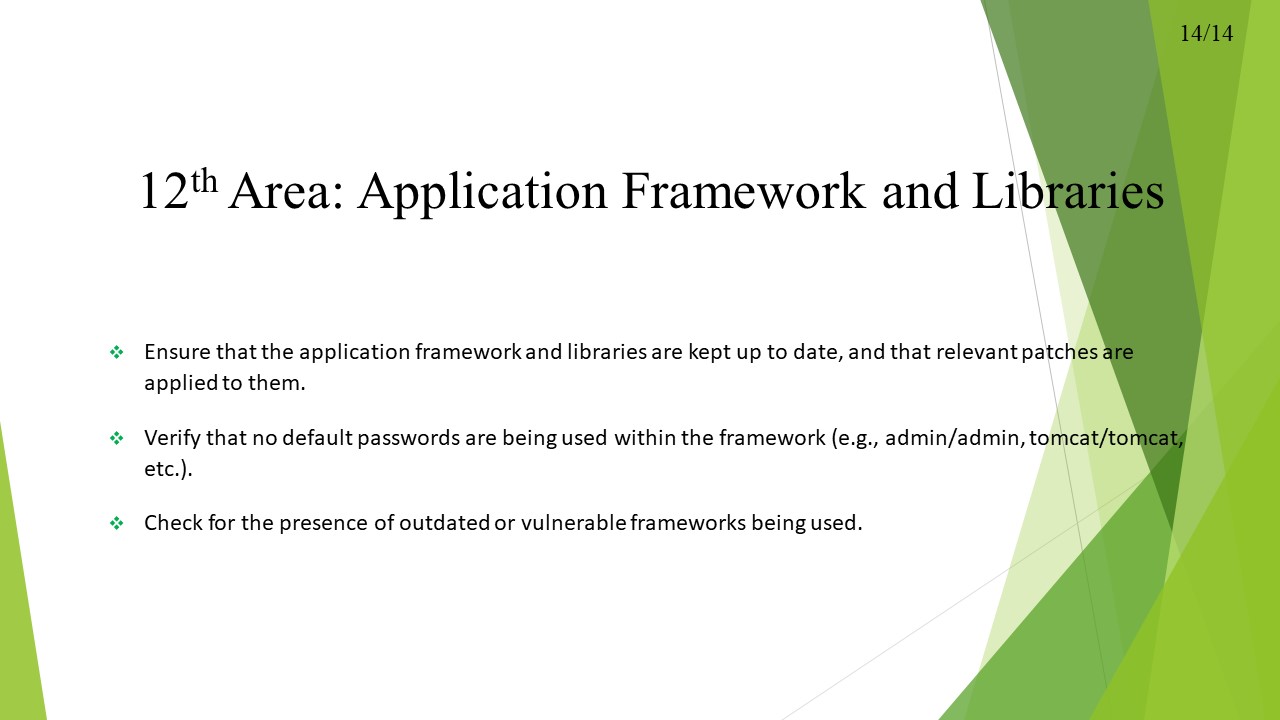 14/14
12th Area: Application Framework and Libraries
❖ Ensure that the application framework and libraries are kept up to date, and that relevant patches are
applied to them.
❖ Verify that no default passwords are being used within the framework (e.g., admin/admin, tomcat/tomcat,
etc.).
❖ Check for the presence of outdated or vulnerable frameworks being used.